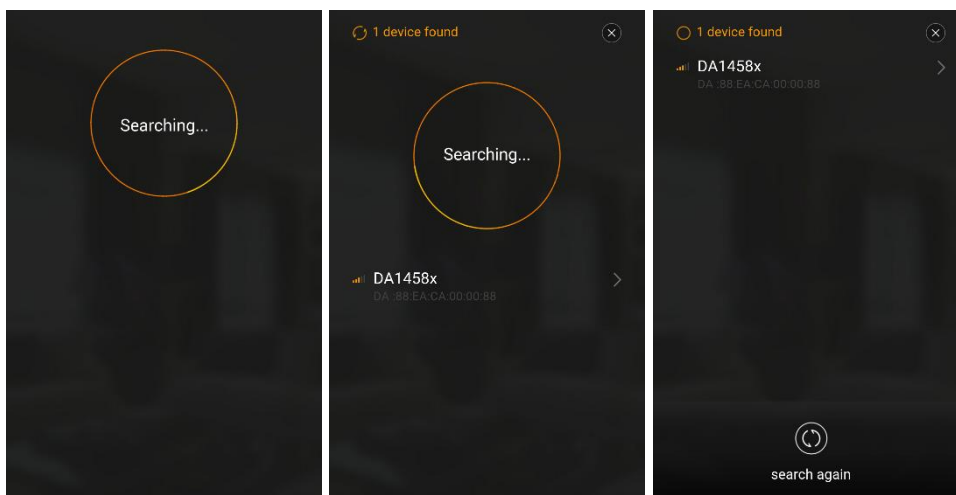 Searching...
1 device found
Searching...
DA1458x
DA :88:EA:CA:00:00:88
1 device found
DA1458x
DA :88:EA:CA:00:00:88
search again